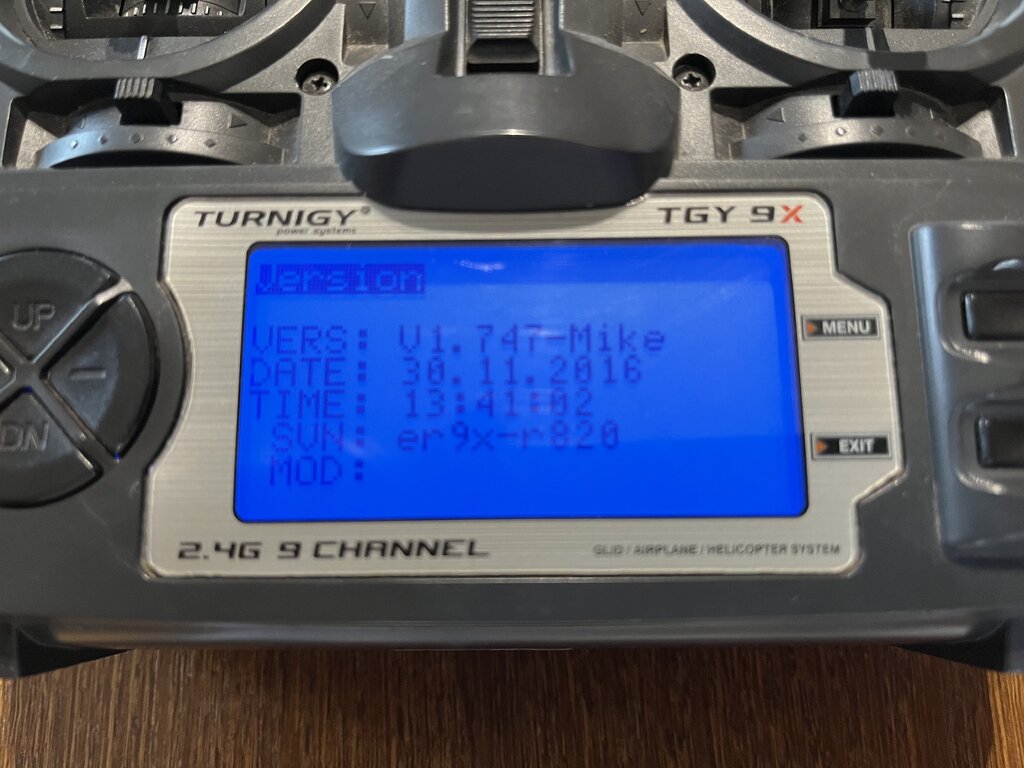 TURNIGY®
power systems
TGY 9X
Version
VERS: V1.747-Mike
DATE: 30.11.2016
TIME: 13:41:02
SVN: er9x-r820
MOD:
UP
-
DN
MENU
EXIT
2.4G 9 CHANNEL
GLID / AIRPLANE / HELICOPTER SYSTEM